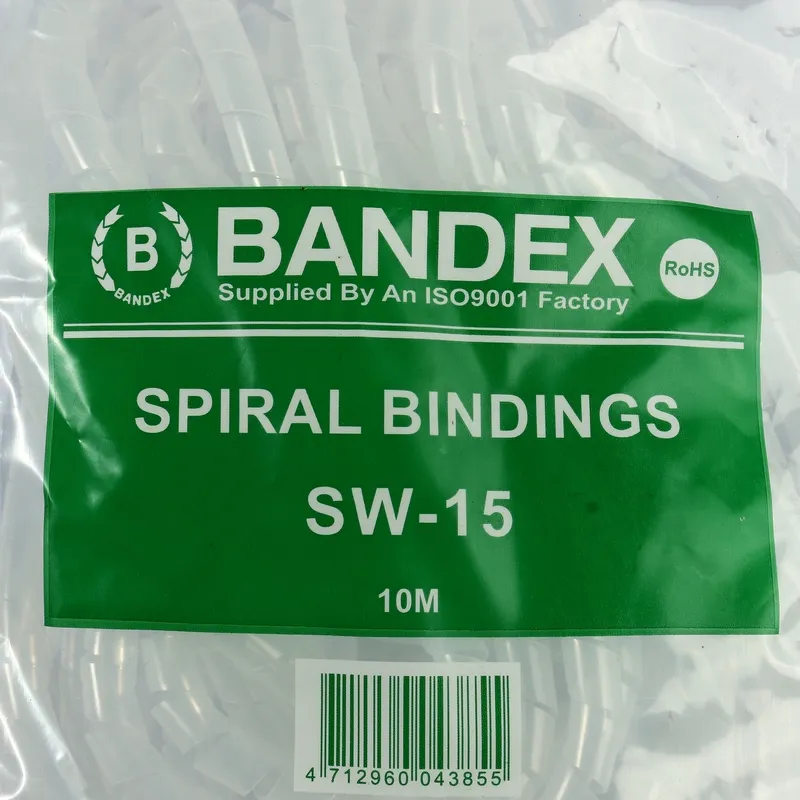 B
BANDEX
BANDEX
RoHS
Supplied By An ISO9001 Factory
SPIRAL BINDINGS
SW-15
10M
4 712960 043855